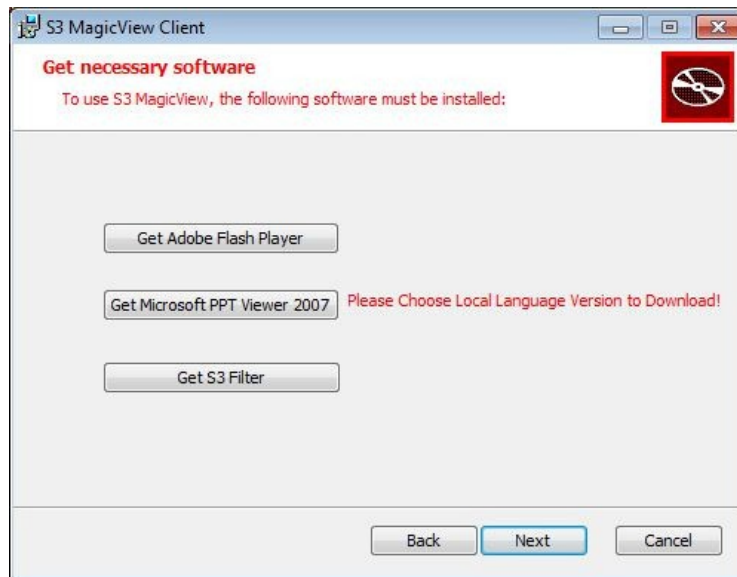 S3 MagicView Client
Get necessary software
To use S3 MagicView, the following software must be installed:
Get Adobe Flash Player
Get Microsoft PPT Viewer 2007 Please Choose Local Language Version to Download!
Get S3 Filter
Back Next Cancel